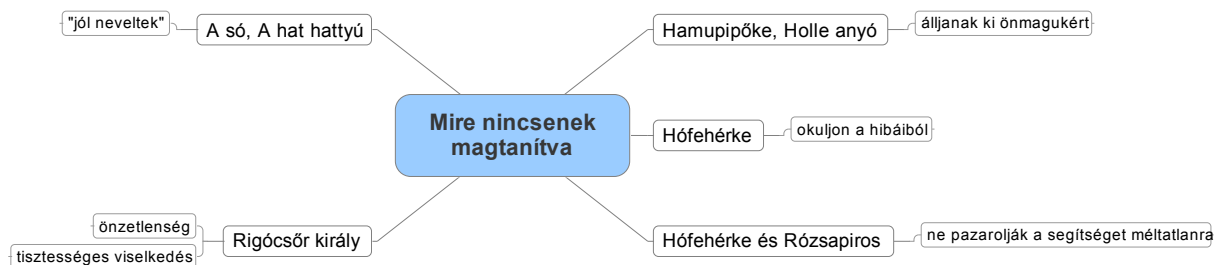 "jól neveltek"
A só, A hat hattyú
Hamupipőke, Holle anyó
álljanak ki önmagukért
Mire nincsenek
magtanítva
Hófehérke
okuljon a hibáiból
önzetlenség
tisztességes viselkedés
Rigócsőr király
Hófehérke és Rózsapiros
ne pazarolják a segítséget méltatlanra